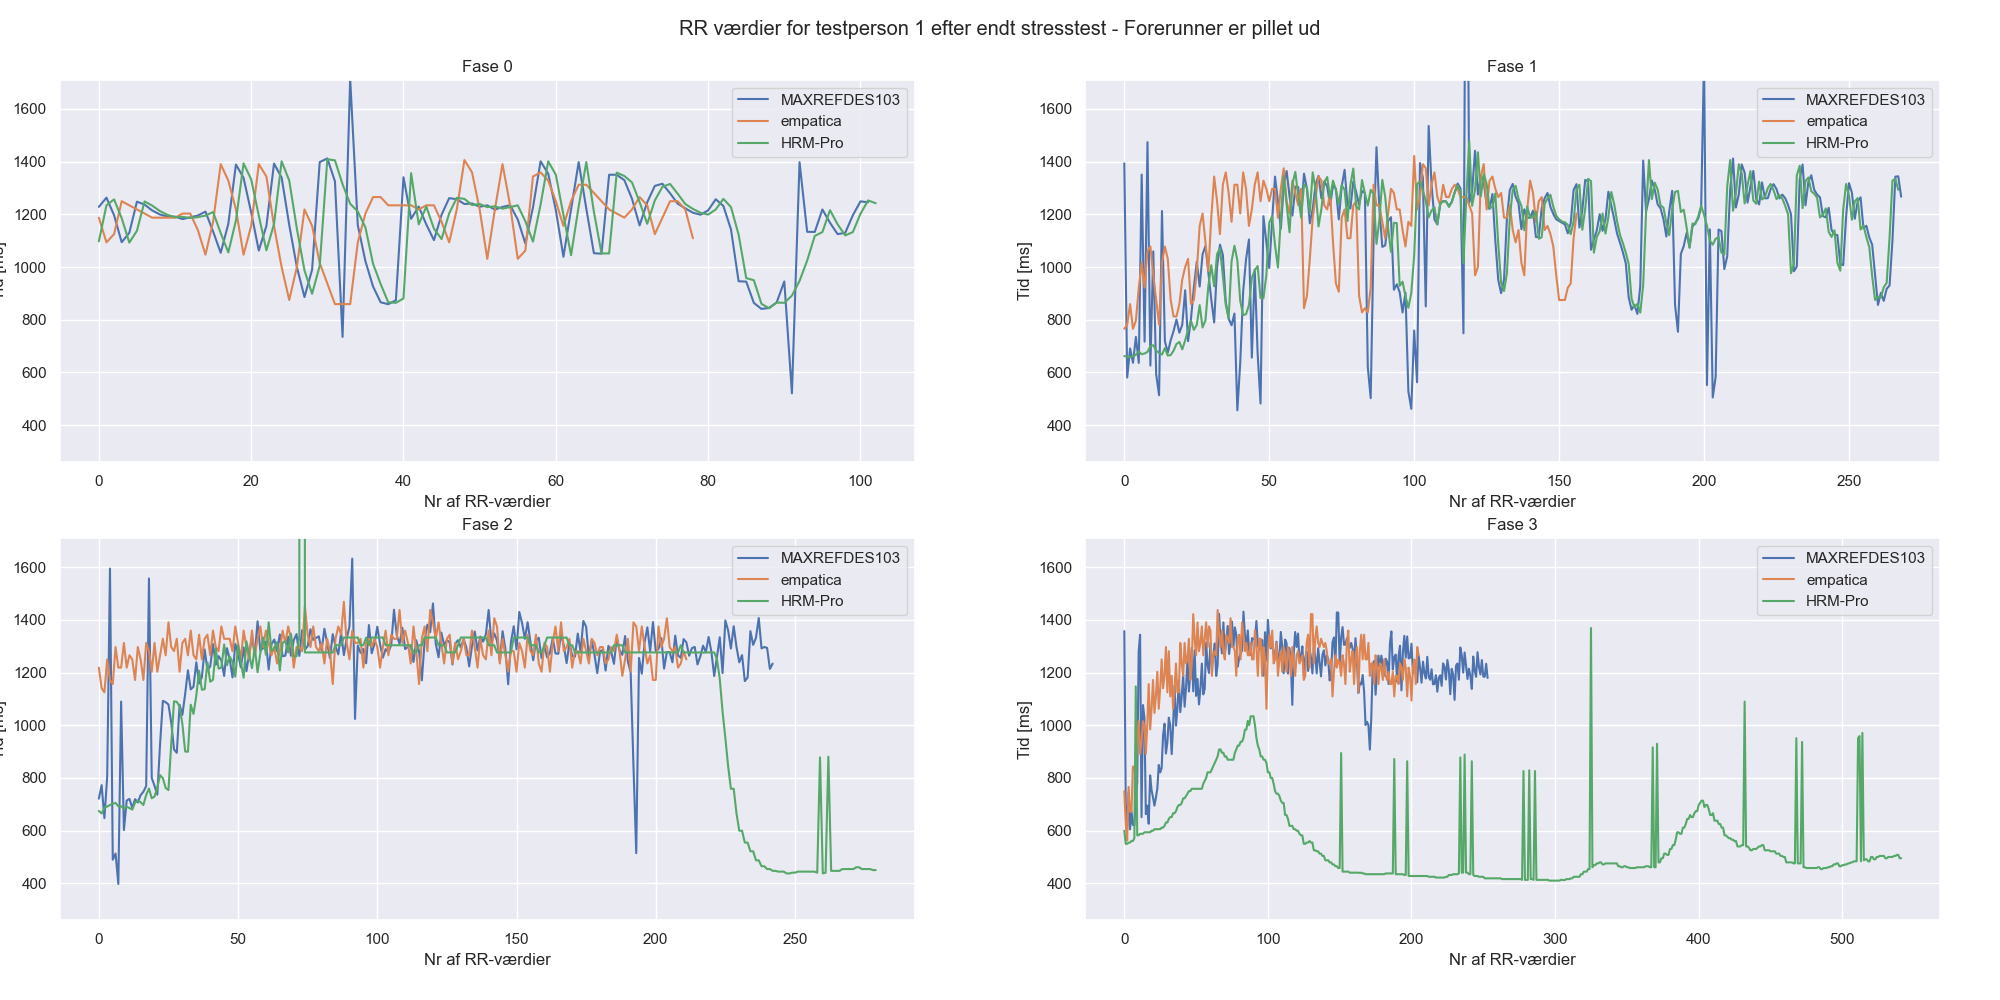 RR værdier for testperson 1 efter endt stresstest - Forerunner er pillet ud
Fase 0
1600
1400
1200
1000
800
600
400
0
20
40
60
80
100
Nr af RR-værdier
MAXREFDES103
empatica
HRM-Pro
Fase 1
Tid [ms]
1600
1400
1200
1000
800
600
400
0
50
100
150
200
250
Nr af RR-værdier
MAXREFDES103
empatica
HRM-Pro
Fase 2
1600
1400
1200
1000
800
600
400
0
50
100
150
200
250
Nr af RR-værdier
MAXREFDES103
empatica
HRM-Pro
Fase 3
Tid [ms]
1600
1400
1200
1000
800
600
400
0
100
200
300
400
500
Nr af RR-værdier
MAXREFDES103
empatica
HRM-Pro